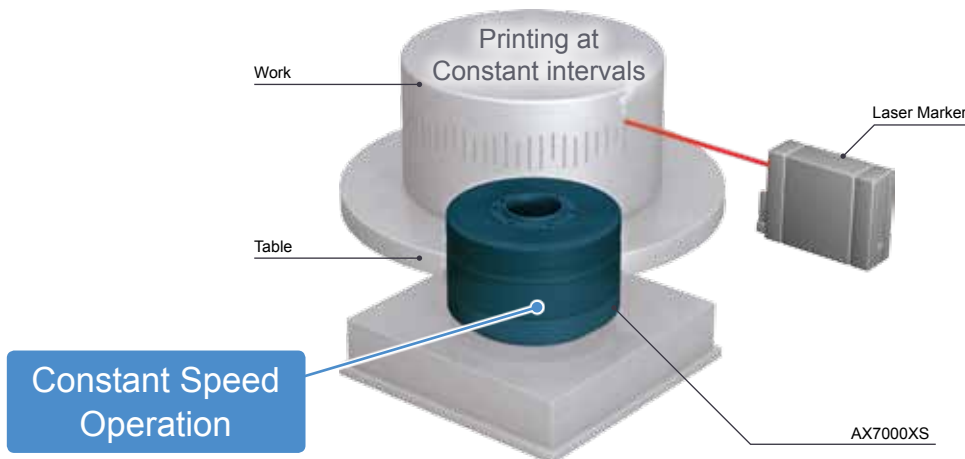 Printing at
Constant intervals
Work
Laser Marker
Table
Constant Speed
Operation
AX7000XS